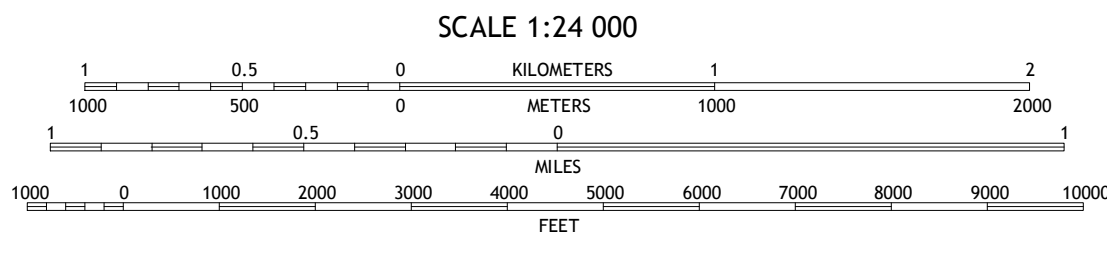 SCALE 1:24 000
1 0.5 0 KILOMETERS 1 2
1000 500 0 METERS 1000 2000
1 0.5 0 1
MILES
1000 0 1000 2000 3000 4000 5000 6000 7000 8000 9000 10000
FEET